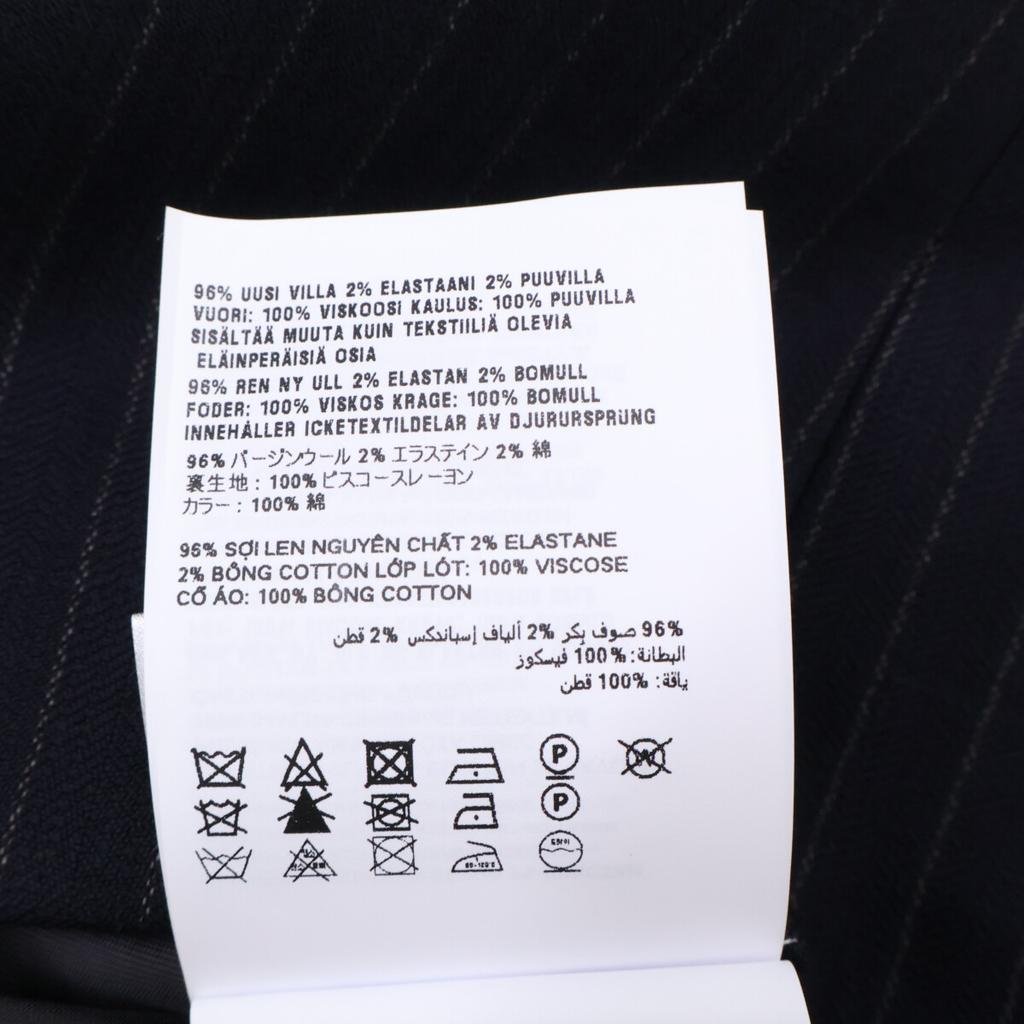 96% UUSI VILLA 2% ELASTAANI 2% PUUVILLA
VUORI: 100% VISKOOSI KAULUS: 100% PUUVILLA
SISÄLTÄÄ MUUTA KUIN TEKSTIILIÄ OLEVIA
ELÄINPERÄISIÄ OSIA
96% REN NY ULL 2% ELASTAN 2% BOMULL
FODER: 100% VISKOS KRAGE: 100% BOMULL
INNEHÅLLER ICKETEXTILDELAR AV DJURURSPRUNG
96% バージンウール 2% エラステイン 2% 綿
裏生地 : 100% ビスコースレーヨン
カラー : 100% 綿
96% SỢI LEN NGUYÊN CHẤT 2% ELASTANE
2% BÔNG COTTON LỚP LÓT: 100% VISCOSE
CỔ ÁO: 100% BÔNG COTTON
96% صوف بكر 2% ألياف إسباندكس 2% قطن
البطانة: 100% فيسكوز
ياقة: 100% قطن
P W
P